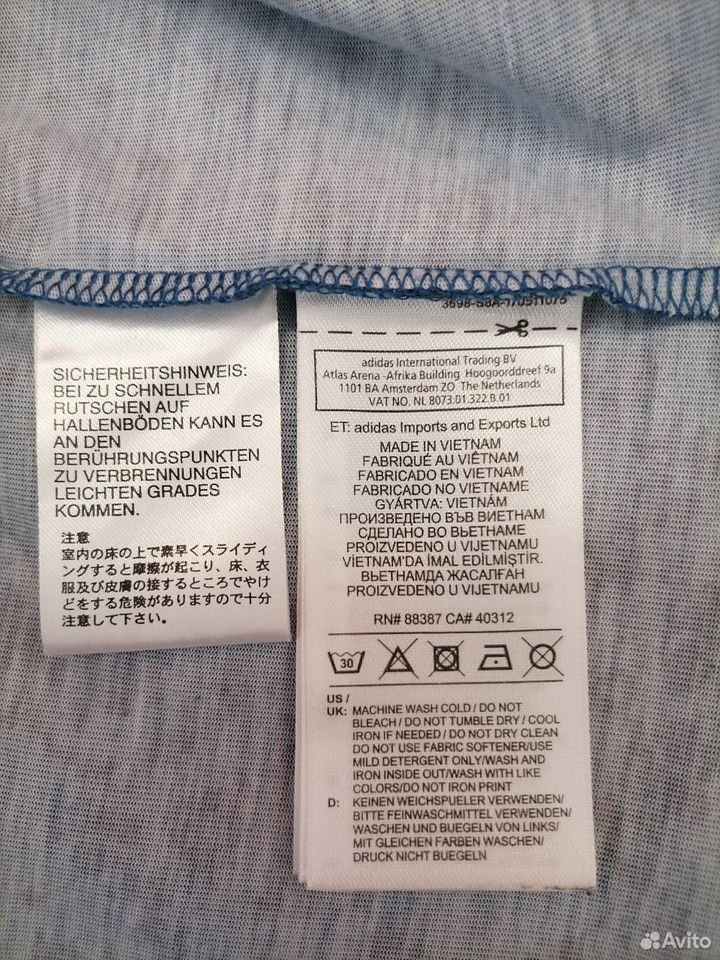 SICHERHEITSHINWEIS:
BEI ZU SCHNELLEM
RUTSCHEN AUF
HALLENBÖDEN KANN ES
AN DEN
BERÜHRUNGSPUNKTEN
ZU VERBRENNUNGEN
LEICHTEN GRADES
KOMMEN.
注意
室内の床の上で素早くスライディ
ングすると摩擦が起こり、床、衣
服及び皮膚の接するところでやけ
どをする危険がありますので十分
注意して下さい。
3698-S8A-170511075
adidas International Trading BV
Atlas Arena -Afrika Building Hoogoorddreef 9a
1101 BA Amsterdam ZO The Netherlands
VAT NO. NL 8073.01.322.B.01
ET: adidas Imports and Exports Ltd
MADE IN VIETNAM
FABRIQUÉ AU VIÊTNAM
FABRICADO EN VIETNAM
FABRICADO NO VIETNAME
GYÁRTVA: VIETNÁM
ПРОИЗВЕДЕНО ВЪВ ВИЕТНАМ
СДЕЛАНО ВО ВЬЕТНАМЕ
PROIZVEDENO U VIJETNAMU
VİETNAM'DA İMAL EDİLMİŞTİR.
ВЬЕТНАМДА ЖАСАЛҒАН
PROIZVEDENO U VIJETNAMU
RN# 88387 CA# 40312
30
US /
UK: MACHINE WASH COLD / DO NOT
BLEACH / DO NOT TUMBLE DRY / COOL
IRON IF NEEDED / DO NOT DRY CLEAN
DO NOT USE FABRIC SOFTENER/USE
MILD DETERGENT ONLY/WASH AND
IRON INSIDE OUT/WASH WITH LIKE
COLORS/DO NOT IRON PRINT
D: KEINEN WEICHSPUELER VERWENDEN/
BITTE FEINWASCHMITTEL VERWENDEN/
WASCHEN UND BUEGELN VON LINKS/
MIT GLEICHEN FARBEN WASCHEN/
DRUCK NICHT BUEGELN
Avito